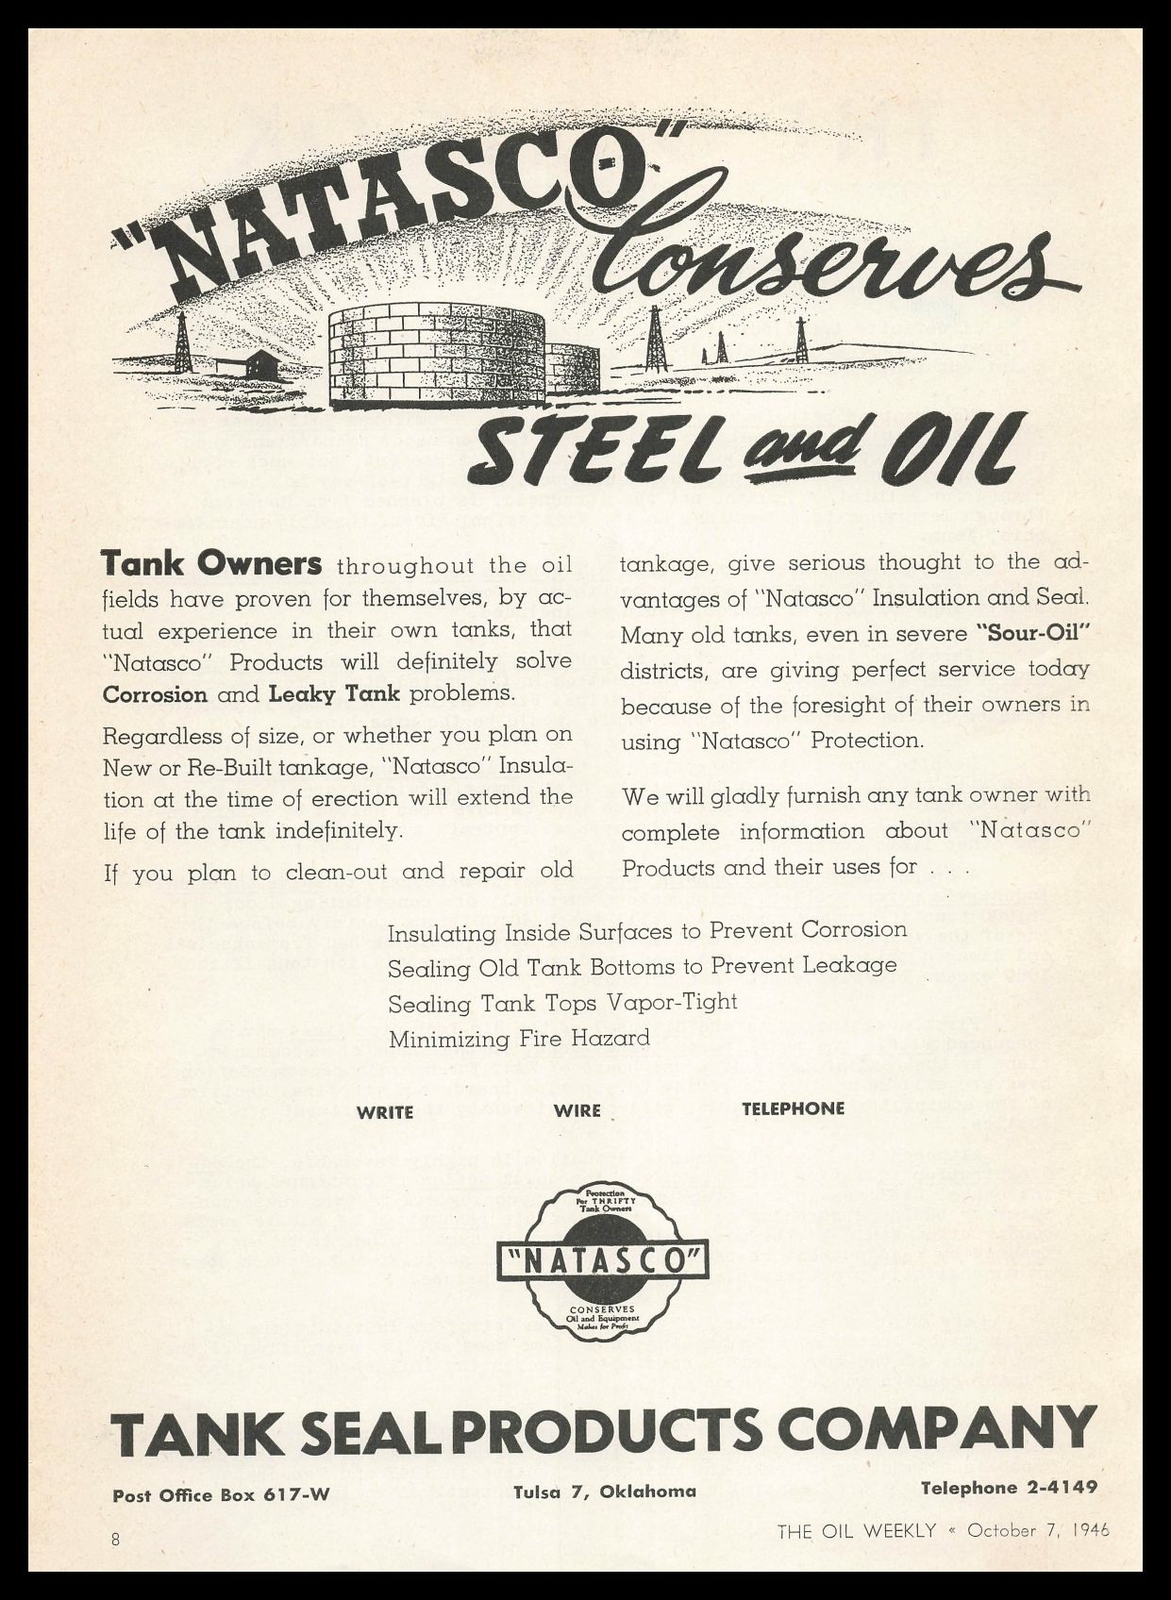 "NATASCO"
Conserves
STEEL and OIL
Tank Owners throughout the oil
fields have proven for themselves, by ac-
tual experience in their own tanks, that
"Natasco" Products will definitely solve
Corrosion and Leaky Tank problems.
Regardless of size, or whether you plan on
New or Re-Built tankage, "Natasco" Insula-
tion at the time of erection will extend the
life of the tank indefinitely.
If you plan to clean-out and repair old
tankage, give serious thought to the ad-
vantages of "Natasco" Insulation and Seal.
Many old tanks, even in severe "Sour-Oil"
districts, are giving perfect service today
because of the foresight of their owners in
using "Natasco" Protection.
We will gladly furnish any tank owner with
complete information about "Natasco"
Products and their uses for . . .
Insulating Inside Surfaces to Prevent Corrosion
Sealing Old Tank Bottoms to Prevent Leakage
Sealing Tank Tops Vapor-Tight
Minimizing Fire Hazard
WRITE WIRE TELEPHONE
Protection
For THRIFTY
Tank Owners
"NATASCO"
CONSERVES
Oil and Equipment
Makes for Profit
TANK SEAL PRODUCTS COMPANY
Post Office Box 617-W Tulsa 7, Oklahoma Telephone 2-4149
8 THE OIL WEEKLY « October 7, 1946